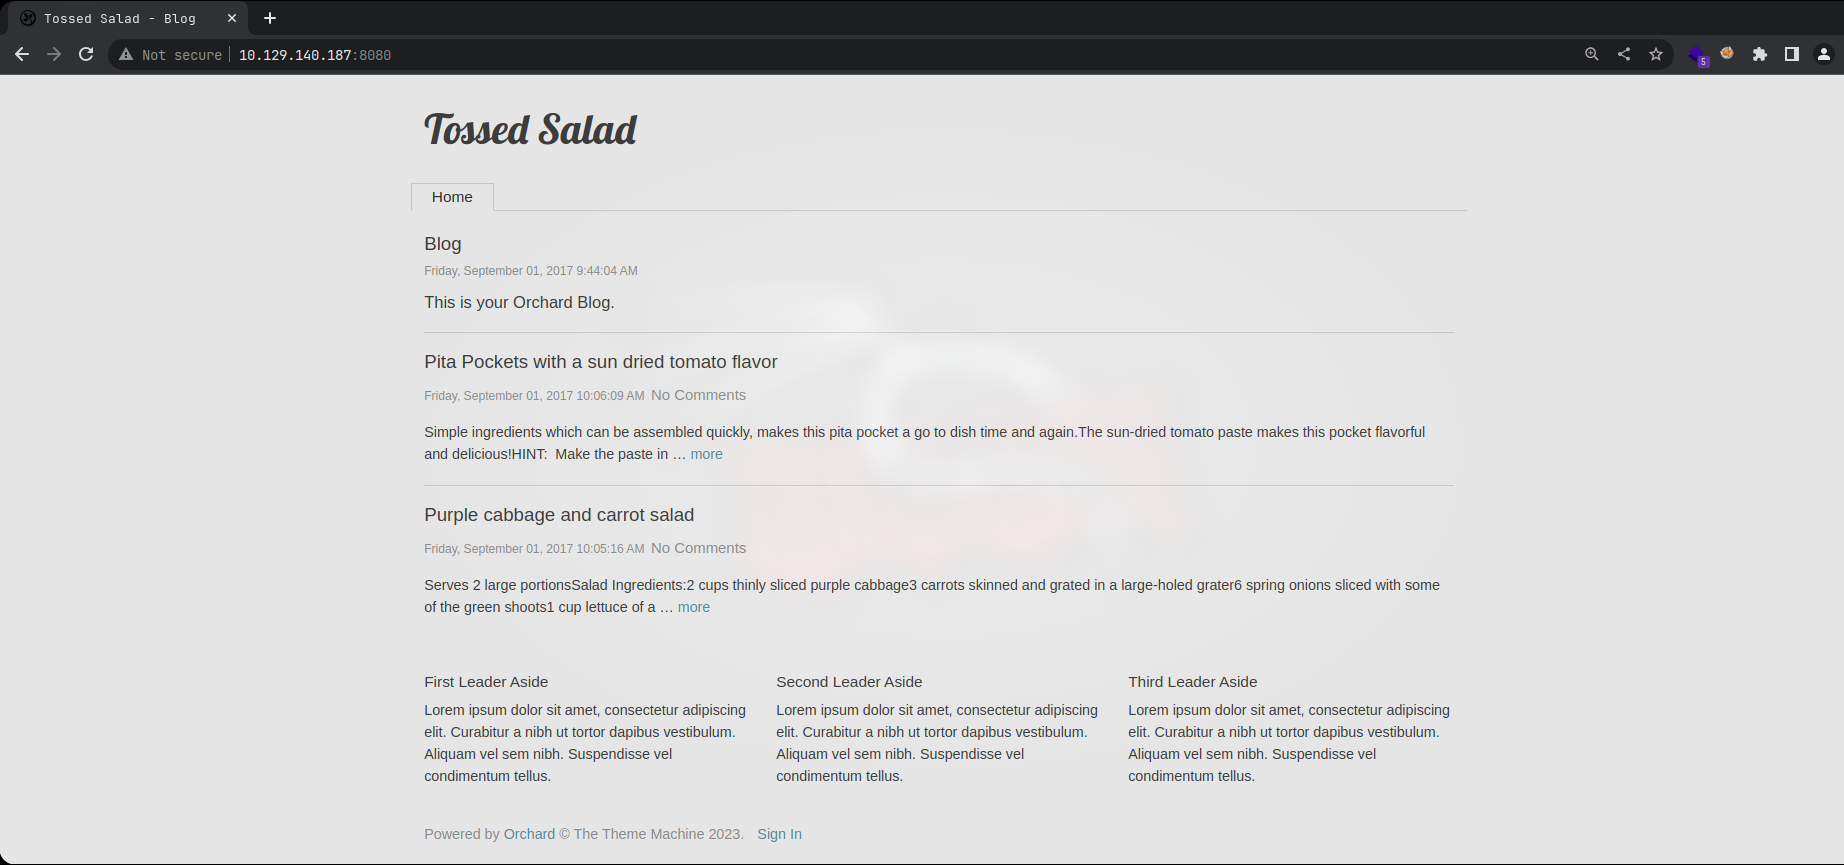 Tossed Salad - Blog
Not secure
10.129.140.187:8080
5
Tossed Salad
Home
Blog
Friday, September 01, 2017 9:44:04 AM
This is your Orchard Blog.
Pita Pockets with a sun dried tomato flavor
Friday, September 01, 2017 10:06:09 AM No Comments
Simple ingredients which can be assembled quickly, makes this pita pocket a go to dish time and again.The sun-dried tomato paste makes this pocket flavorful
and delicious!HINT:  Make the paste in … more
Purple cabbage and carrot salad
Friday, September 01, 2017 10:05:16 AM No Comments
Serves 2 large portionsSalad Ingredients:2 cups thinly sliced purple cabbage3 carrots skinned and grated in a large-holed grater6 spring onions sliced with some
of the green shoots1 cup lettuce of a … more
First Leader Aside
Lorem ipsum dolor sit amet, consectetur adipiscing
elit. Curabitur a nibh ut tortor dapibus vestibulum.
Aliquam vel sem nibh. Suspendisse vel
condimentum tellus.
Second Leader Aside
Lorem ipsum dolor sit amet, consectetur adipiscing
elit. Curabitur a nibh ut tortor dapibus vestibulum.
Aliquam vel sem nibh. Suspendisse vel
condimentum tellus.
Third Leader Aside
Lorem ipsum dolor sit amet, consectetur adipiscing
elit. Curabitur a nibh ut tortor dapibus vestibulum.
Aliquam vel sem nibh. Suspendisse vel
condimentum tellus.
Powered by Orchard © The Theme Machine 2023. Sign In